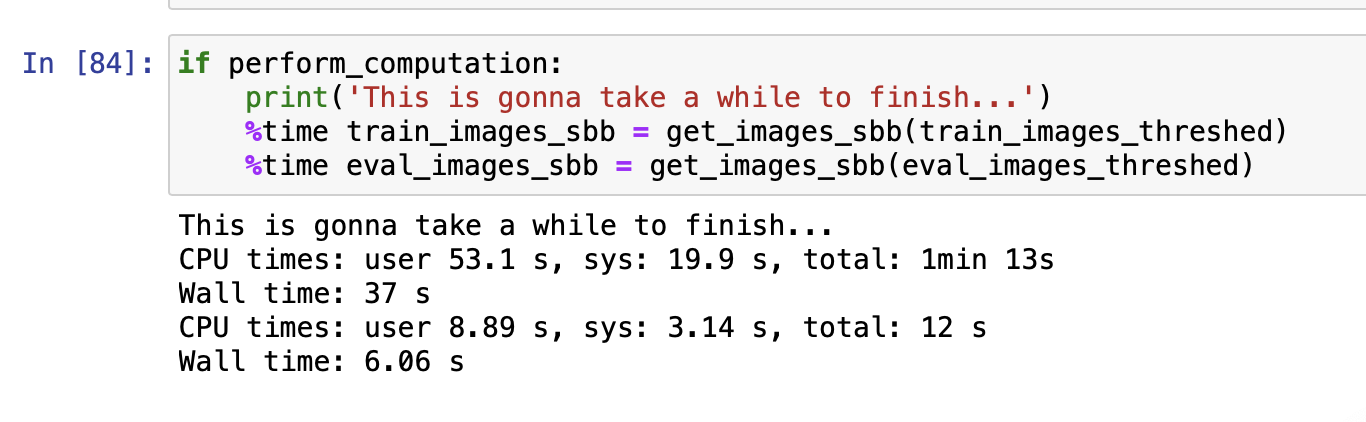 In [84]: if perform_computation:
    print('This is gonna take a while to finish...')
    %time train_images_sbb = get_images_sbb(train_images_threshed)
    %time eval_images_sbb = get_images_sbb(eval_images_threshed)
This is gonna take a while to finish...
CPU times: user 53.1 s, sys: 19.9 s, total: 1min 13s
Wall time: 37 s
CPU times: user 8.89 s, sys: 3.14 s, total: 12 s
Wall time: 6.06 s